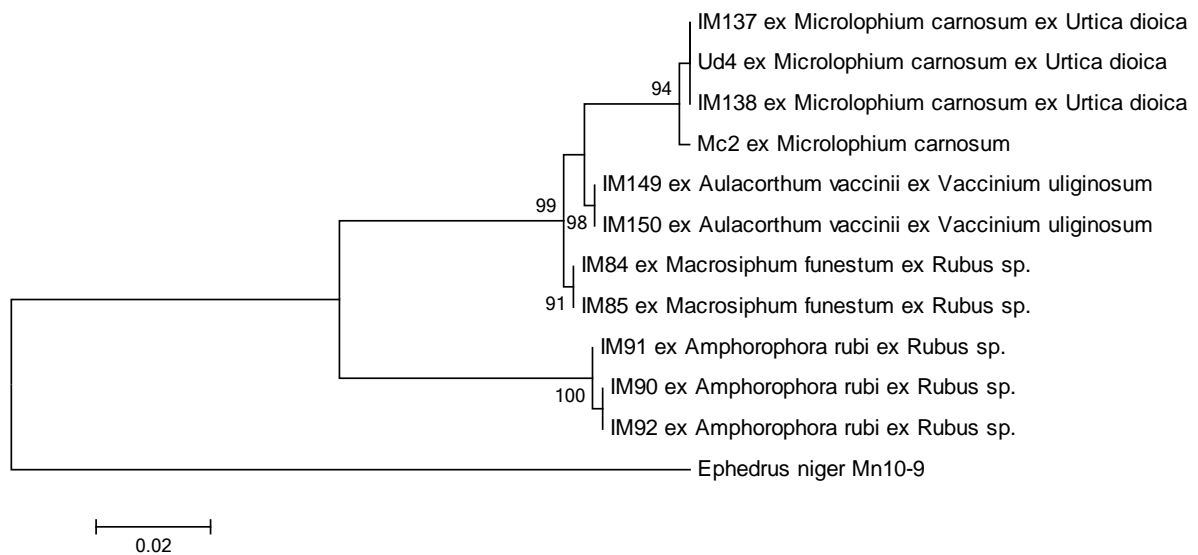 IM137 ex Microlophium carnosum ex Urtica dioica
Ud4 ex Microlophium carnosum ex Urtica dioica
94
IM138 ex Microlophium carnosum ex Urtica dioica
Mc2 ex Microlophium carnosum
IM149 ex Aulacorthum vaccinii ex Vaccinium uliginosum
99
98
IM150 ex Aulacorthum vaccinii ex Vaccinium uliginosum
IM84 ex Macrosiphum funestum ex Rubus sp.
91
IM85 ex Macrosiphum funestum ex Rubus sp.
IM91 ex Amphorophora rubi ex Rubus sp.
IM90 ex Amphorophora rubi ex Rubus sp.
100
IM92 ex Amphorophora rubi ex Rubus sp.
Ephedrus niger Mn10-9
0.02